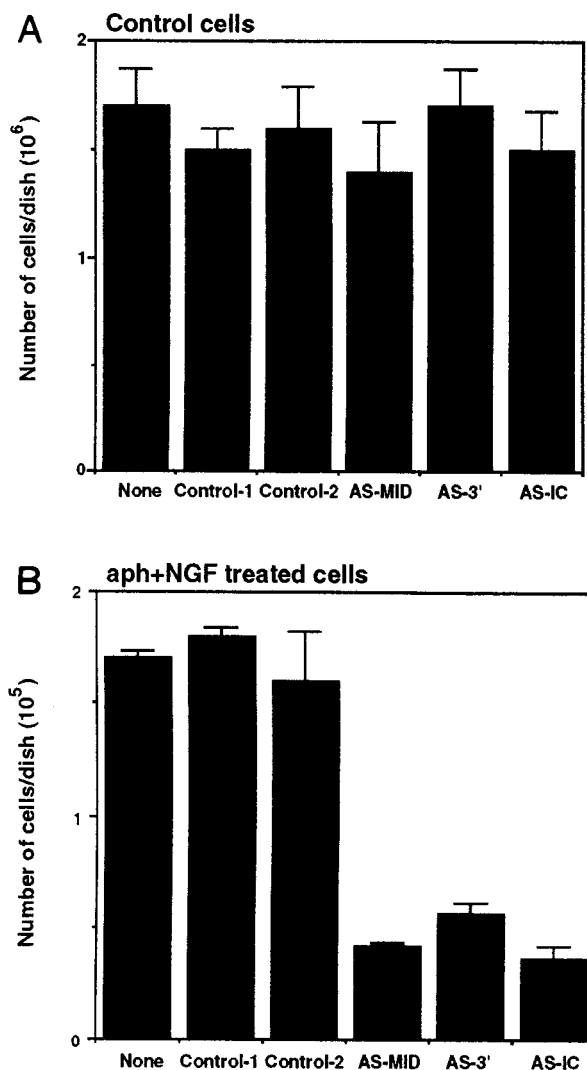 A
Control cells
Number of cells/dish (10⁶)
2
1
0
None Control-1 Control-2 AS-MID AS-3' AS-IC
B
aph+NGF treated cells
Number of cells/dish (10⁵)
2
1
0
None Control-1 Control-2 AS-MID AS-3' AS-IC